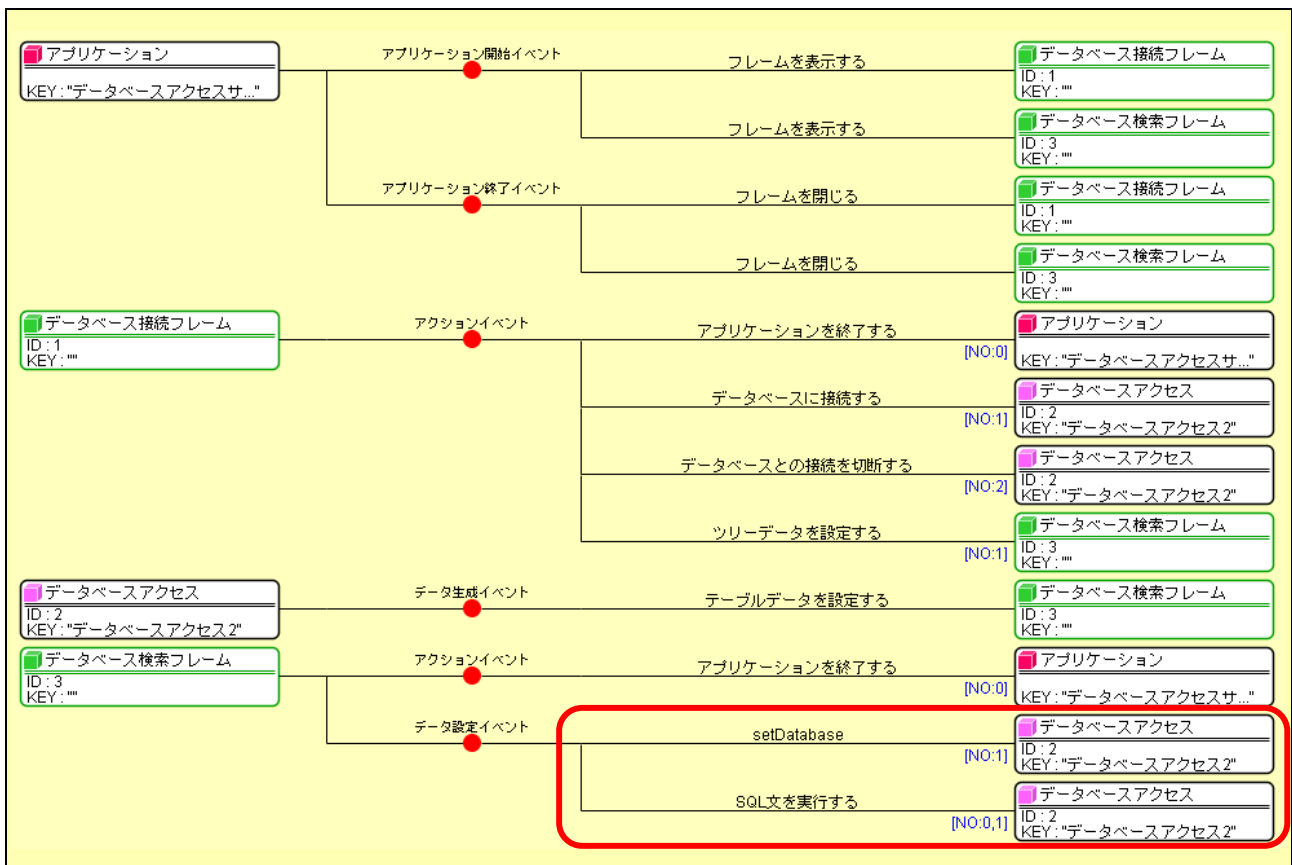 アプリケーション
KEY : "データベースアクセスサ..."
アプリケーション開始イベント
フレームを表示する
データベース接続フレーム
ID : 1
KEY : ""
フレームを表示する
データベース検索フレーム
ID : 3
KEY : ""
アプリケーション終了イベント
フレームを閉じる
データベース接続フレーム
ID : 1
KEY : ""
フレームを閉じる
データベース検索フレーム
ID : 3
KEY : ""
データベース接続フレーム
ID : 1
KEY : ""
アクションイベント
アプリケーションを終了する
[NO:0]
アプリケーション
KEY : "データベースアクセスサ..."
データベースに接続する
[NO:1]
データベースアクセス
ID : 2
KEY : "データベースアクセス2"
データベースとの接続を切断する
[NO:2]
データベースアクセス
ID : 2
KEY : "データベースアクセス2"
ツリーデータを設定する
[NO:1]
データベース検索フレーム
ID : 3
KEY : ""
データベースアクセス
ID : 2
KEY : "データベースアクセス2"
データ生成イベント
テーブルデータを設定する
データベース検索フレーム
ID : 3
KEY : ""
データベース検索フレーム
ID : 3
KEY : ""
アクションイベント
アプリケーションを終了する
[NO:0]
アプリケーション
KEY : "データベースアクセスサ..."
データ設定イベント
setDatabase
[NO:1]
データベースアクセス
ID : 2
KEY : "データベースアクセス2"
SQL文を実行する
[NO:0,1]
データベースアクセス
ID : 2
KEY : "データベースアクセス2"